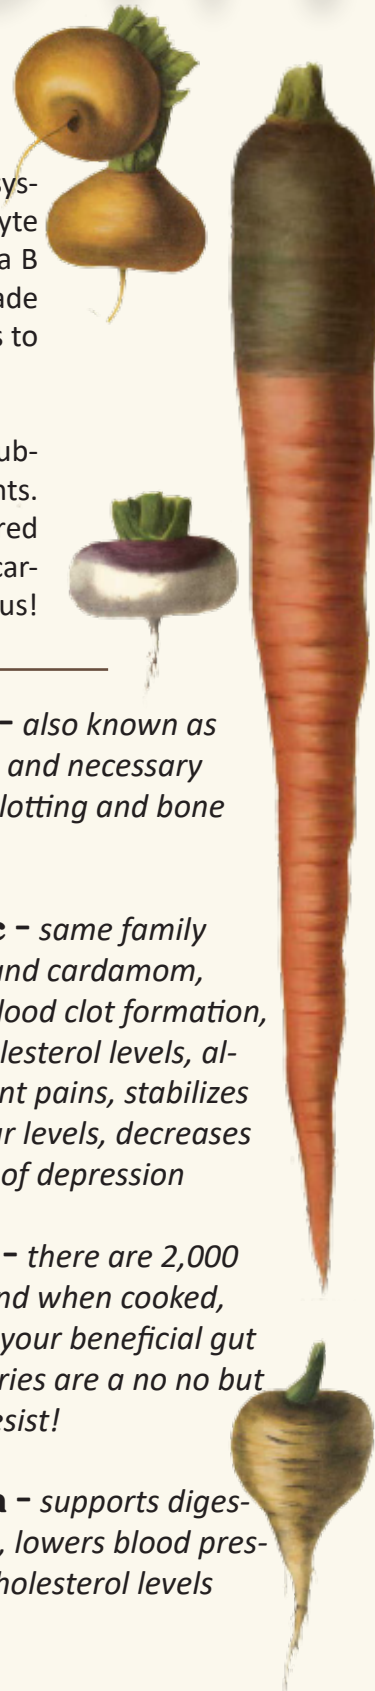 sys-
yte
a B
ade
s to
ub-
nts.
red
car-
us!
– also known as
and necessary
lotting and bone
c – same family
and cardamom,
lood clot formation,
lesterol levels, al-
nt pains, stabilizes
r levels, decreases
of depression
– there are 2,000
nd when cooked,
your beneficial gut
ries are a no no but
esist!
– supports diges-
, lowers blood pres-
holesterol levels